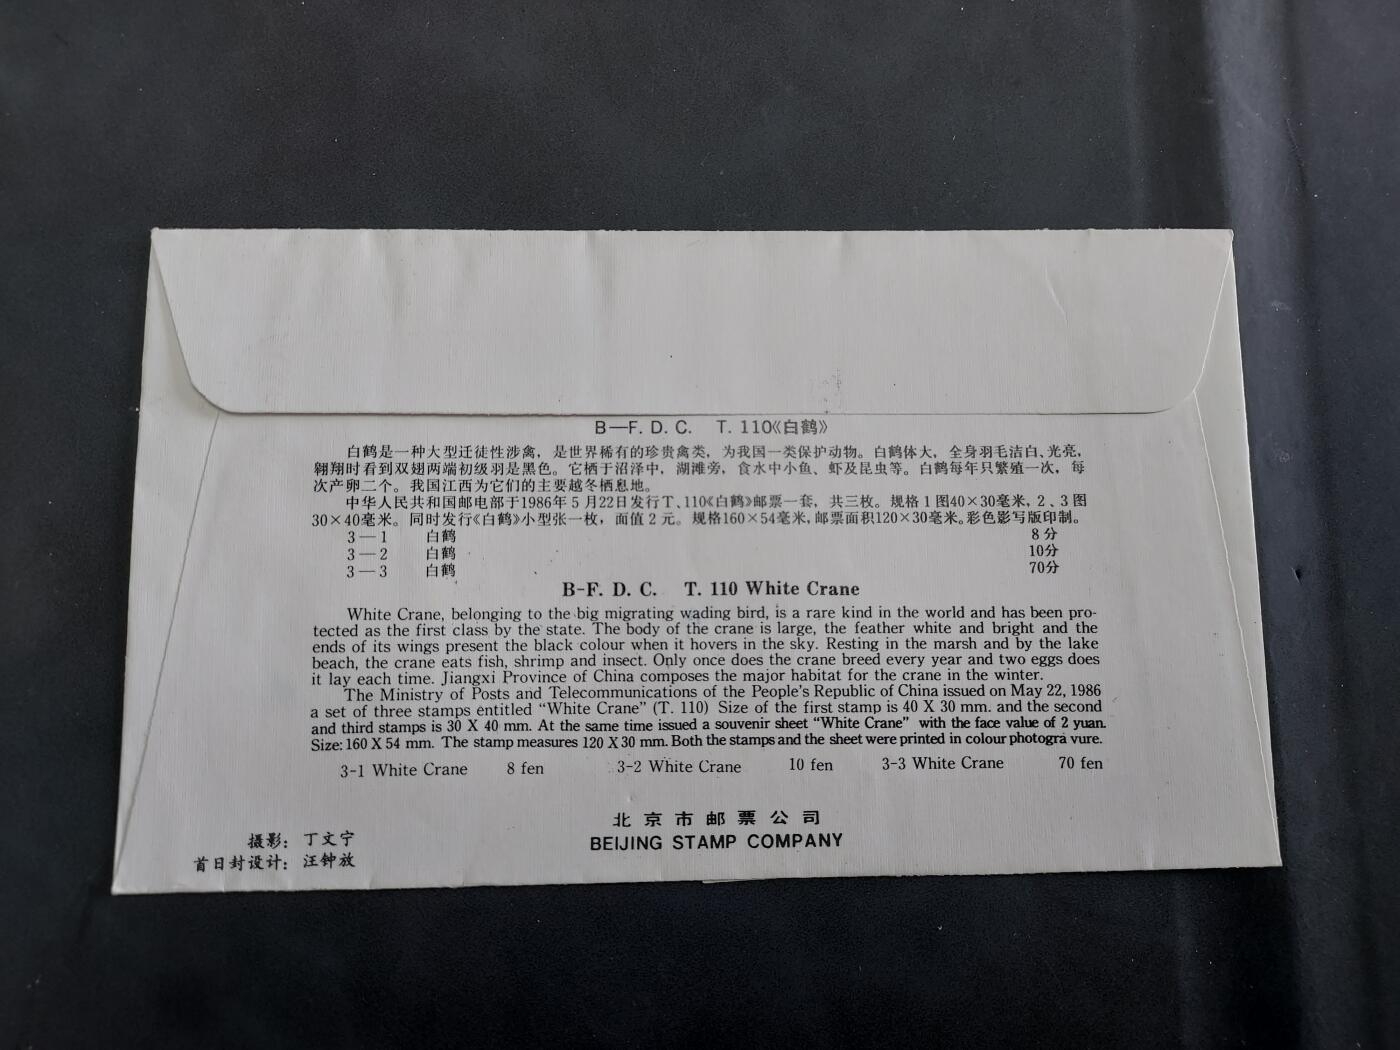 B—F. D. C.　T. 110《白鹤》
白鹤是一种大型迁徒性涉禽，是世界稀有的珍贵禽类，为我国一类保护动物。白鹤体大，全身羽毛洁白、光亮，
翱翔时看到双翅两端初级羽是黑色。它栖于沼泽中，湖滩旁，食水中小鱼、虾及昆虫等。白鹤每年只繁殖一次，每
次产卵二个。我国江西为它们的主要越冬栖息地。
中华人民共和国邮电部于1986年５月22日发行T、110《白鹤》邮票一套，共三枚。规格１图40×30毫米，2、3图
30×40毫米。同时发行《白鹤》小型张一枚，面值２元。规格160×54毫米，邮票面积120×30毫米。彩色影写版印制。
3—1　白鹤　8分
3—2　白鹤　10分
3—3　白鹤　70分
B-F. D. C.　T. 110 White Crane
White Crane, belonging to the big migrating wading bird, is a rare kind in the world and has been pro-
tected as the first class by the state. The body of the crane is large, the feather white and bright and the
ends of its wings present the black colour when it hovers in the sky. Resting in the marsh and by the lake
beach, the crane eats fish, shrimp and insect. Only once does the crane breed every year and two eggs does
it lay each time. Jiangxi Province of China composes the major habitat for the crane in the winter.
The Ministry of Posts and Telecommunications of the People's Republic of China issued on May 22, 1986
a set of three stamps entitled “White Crane” (T. 110) Size of the first stamp is 40 X 30 mm. and the second
and third stamps is 30 X 40 mm. At the same time issued a souvenir sheet “White Crane” with the face value of 2 yuan.
Size: 160 X 54 mm. The stamp measures 120 X 30 mm. Both the stamps and the sheet were printed in colour photogra vure.
3-1 White Crane　8 fen　3-2 White Crane　10 fen　3-3 White Crane　70 fen
北京市邮票公司
BEIJING STAMP COMPANY
摄影：丁文宁
首日封设计：汪钟放